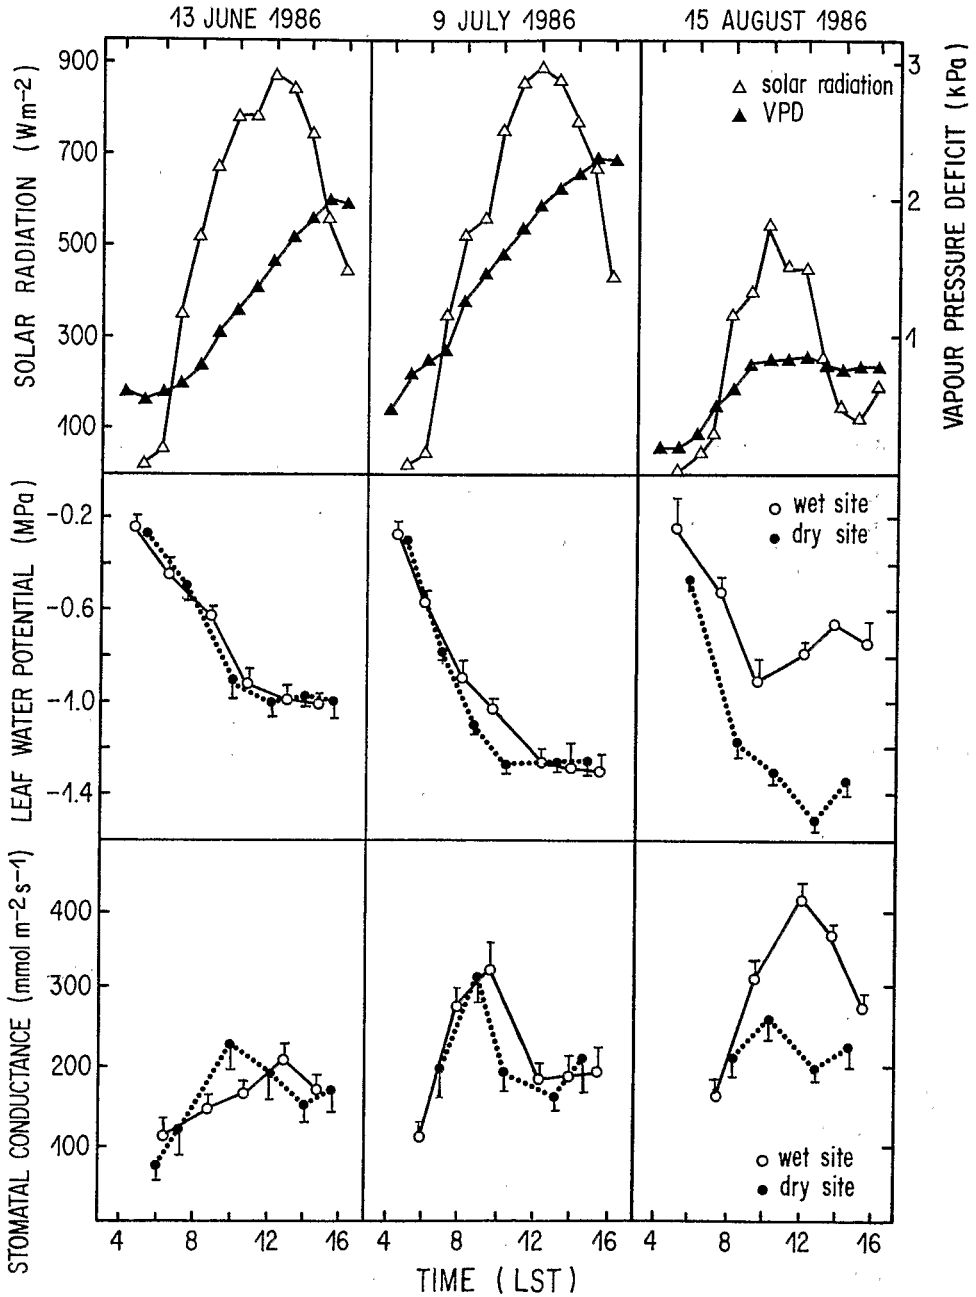 13 JUNE 1986
9 JULY 1986
15 AUGUST 1986
SOLAR RADIATION (Wm-2)
900
700
500
300
100
VAPOUR PRESSURE DEFICIT (kPa)
3
2
1
solar radiation
VPD
LEAF WATER POTENTIAL (MPa)
-0.2
-0.6
-1.0
-1.4
wet site
dry site
STOMATAL CONDUCTANCE (mmol m-2 s-1)
400
300
200
100
wet site
dry site
4 8 12 16 4 8 12 16 4 8 12 16
TIME (LST)